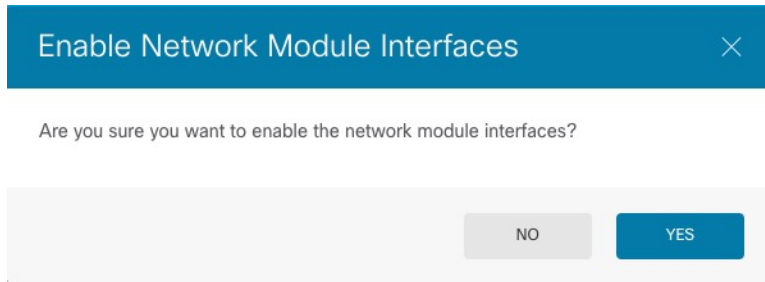 Enable Network Module Interfaces
Are you sure you want to enable the network module interfaces?
NO YES